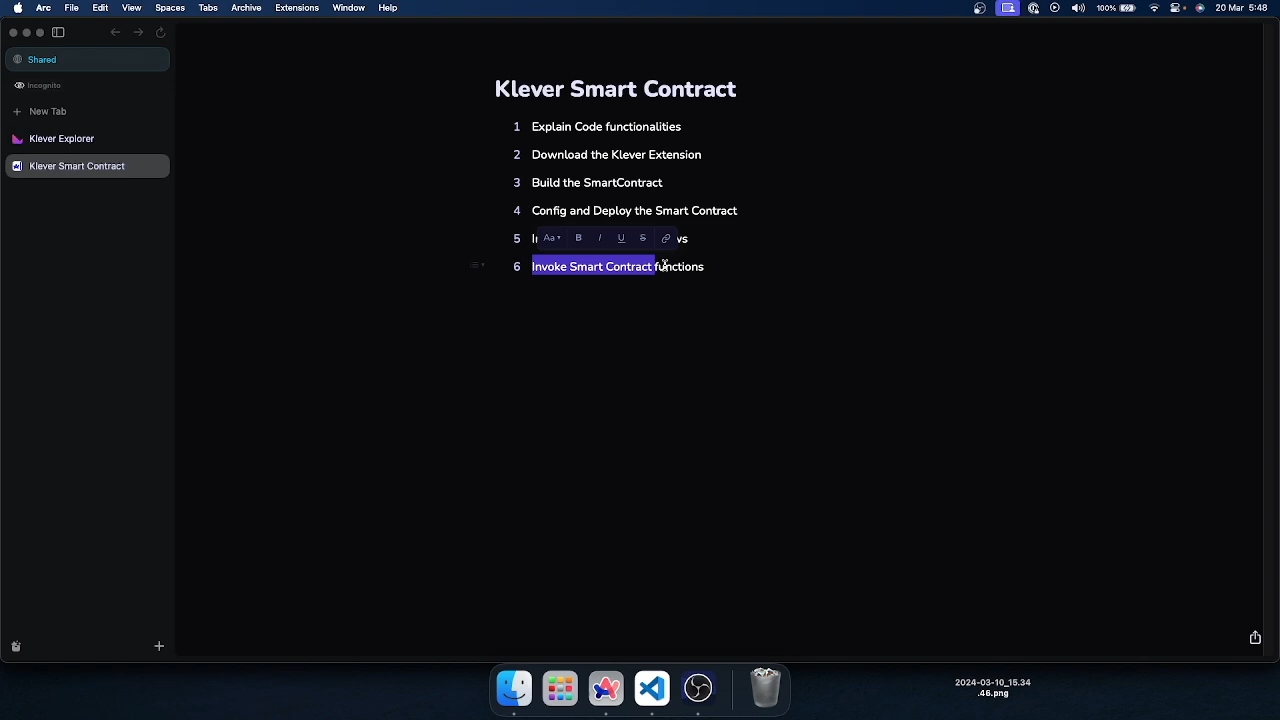 Arc File Edit View Spaces Tabs Archive Extensions Window Help 100% 20 Mar 5:48
Shared
Incognito
New Tab
Klever Explorer
Klever Smart Contract
Klever Smart Contract
1 Explain Code functionalities
2 Download the Klever Extension
3 Build the SmartContract
4 Config and Deploy the Smart Contract
5
Aa B I U S
6 Invoke Smart Contract functions
2024-03-10_15.34
.46.png